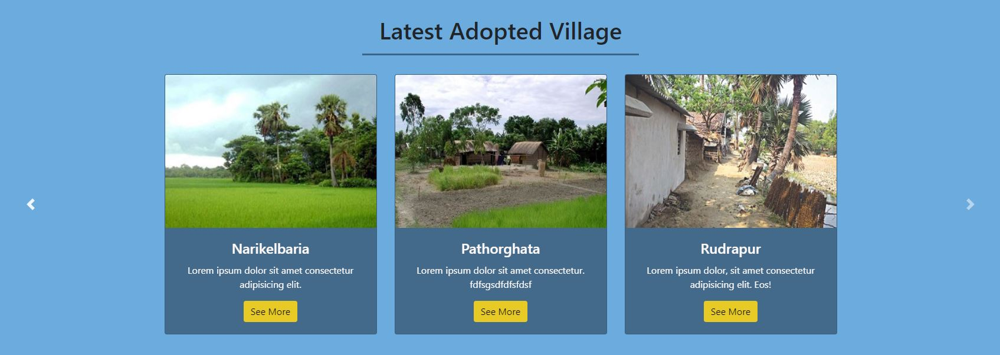 Latest Adopted Village
Narikelbaria
Lorem ipsum dolor sit amet consectetur
adipisicing elit.
See More
Pathorghata
Lorem ipsum dolor sit amet consectetur.
fdfsgsdfdfsfdsf
See More
Rudrapur
Lorem ipsum dolor, sit amet consectetur
adipisicing elit. Eos!
See More